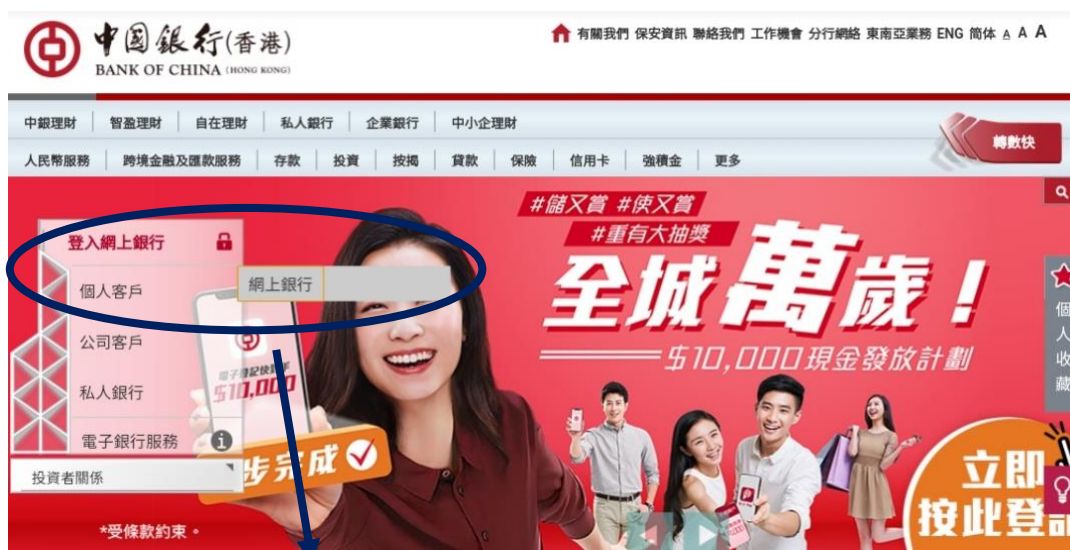 中國銀行(香港)
BANK OF CHINA (HONG KONG)
有關我們 保安資訊 聯絡我們 工作機會 分行網絡 東南亞業務 ENG 简体 A A A
中銀理財 智盈理財 自在理財 私人銀行 企業銀行 中小企理財
轉數快
人民幣服務 跨境金融及匯款服務 存款 投資 按揭 貸款 保險 信用卡 強積金 更多
#儲又賞 #使又賞
#重有大抽獎
全城萬歲！
$10,000現金發放計劃
登入網上銀行
個人客戶
網上銀行
公司客戶
私人銀行
電子銀行服務
投資者關係
$10,000
步完成
*受條款約束。
立即
按此登記
個
人
收
藏